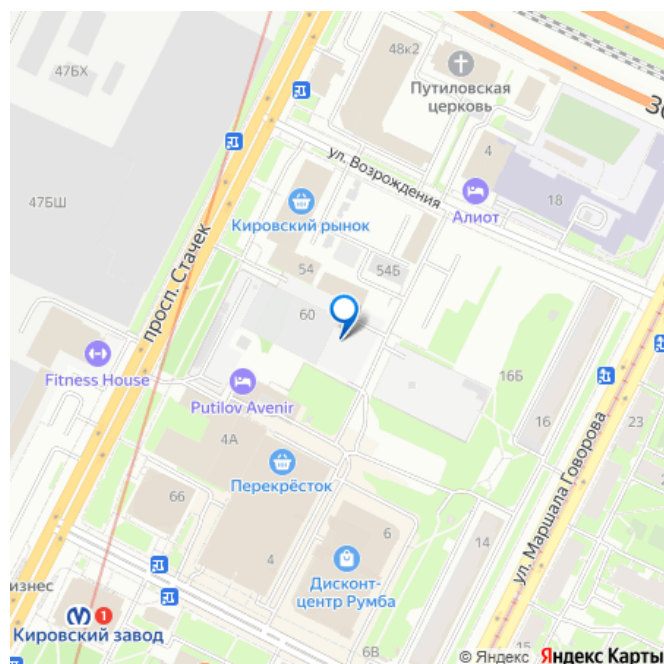 48к2
47БХ
Путиловская
церковь
ул. Возрождения
4
18
Алиот
47БШ
Кировский рынок
просп. Стачек
54
54Б
60
Fitness House
Putilov Avenir
16Б
16
23
4А
Перекрёсток
66
6
4
14
ул. Маршала Говорова
Дисконт-
центр Румба
1
Кировский завод
6В
15
© Яндекс Яндекс Карты